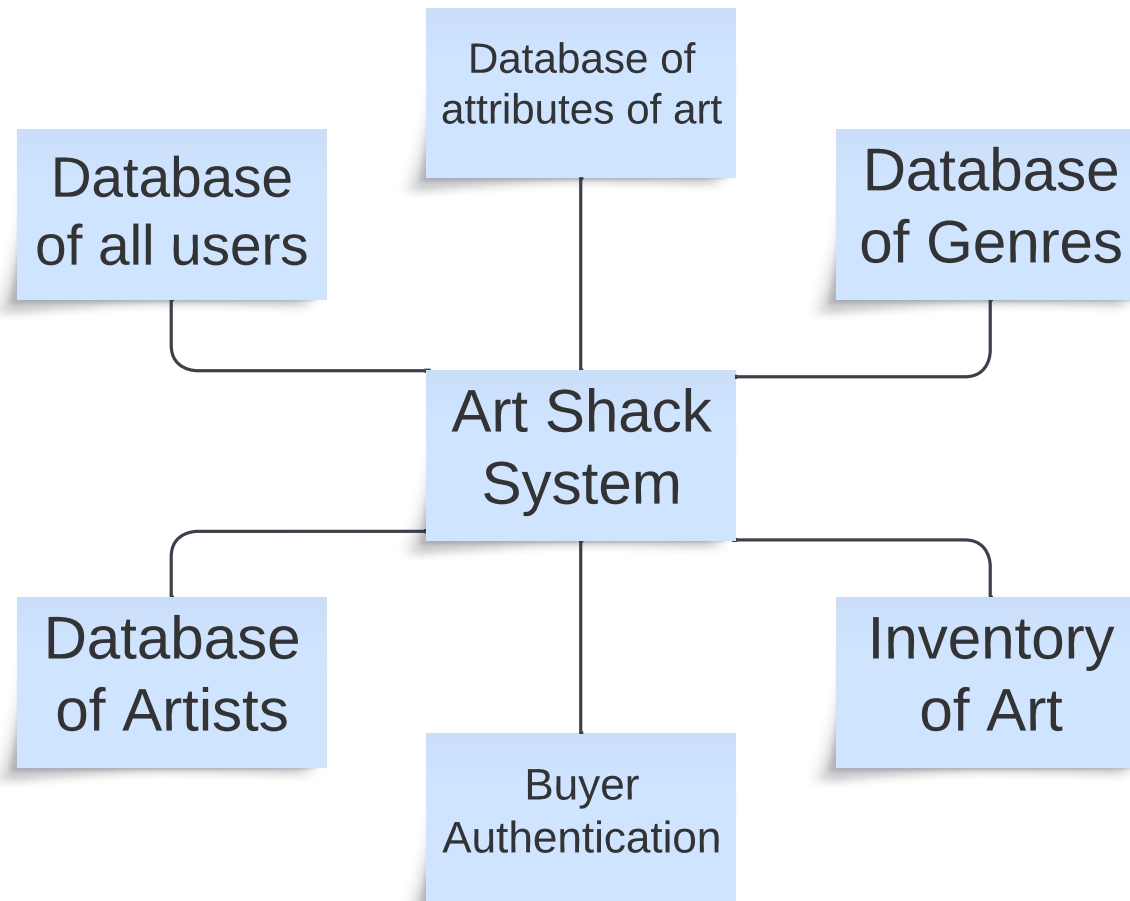 Database of
attributes of art
Database
of all users
Database
of Genres
Art Shack
System
Database
of Artists
Inventory
of Art
Buyer
Authentication